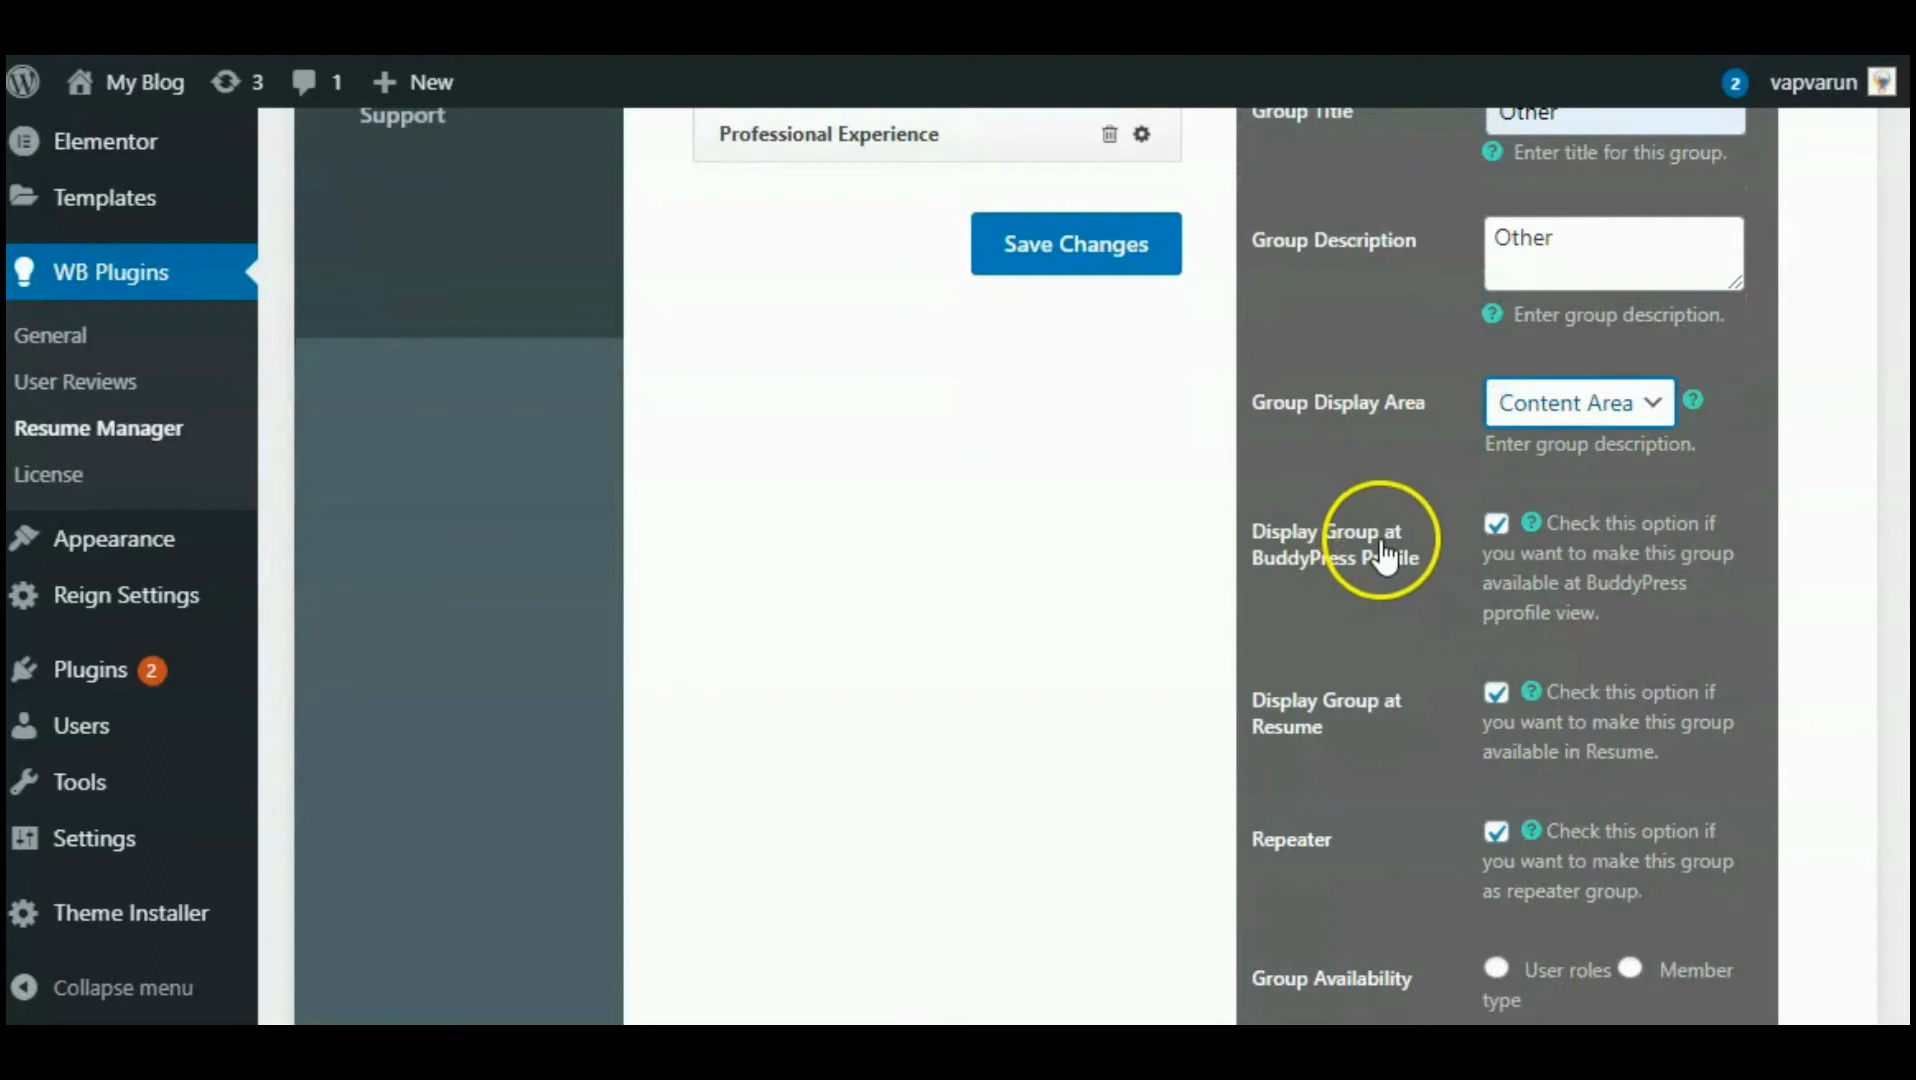 My Blog 3 1 New 2 vapvarun
Elementor
Templates
WB Plugins
General
User Reviews
Resume Manager
License
Appearance
Reign Settings
Plugins 2
Users
Tools
Settings
Theme Installer
Collapse menu
Support
Professional Experience
Save Changes
Group Title
Other
Enter title for this group.
Group Description
Other
Enter group description.
Group Display Area
Content Area
Enter group description.
Display Group at
BuddyPress
Check this option if
you want to make this group
available at BuddyPress
pprofile view.
Display Group at
Resume
Check this option if
you want to make this group
available in Resume.
Repeater
Check this option if
you want to make this group
as repeater group.
Group Availability
User roles Member
type